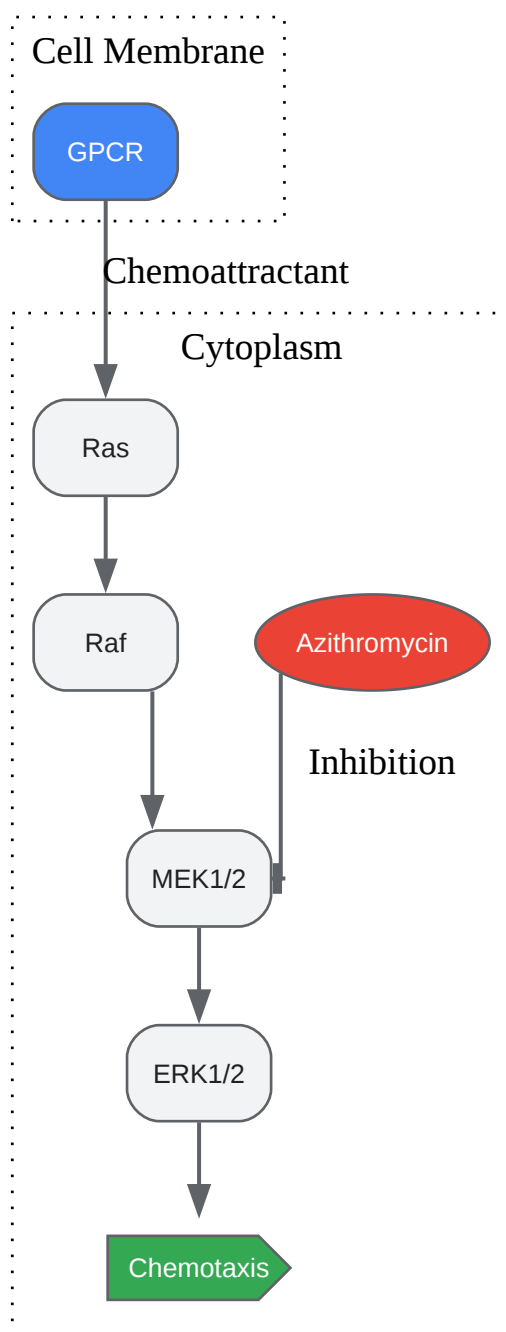 Cell Membrane
GPCR
Chemoattractant
Cytoplasm
Ras
Raf
Azithromycin
Inhibition
MEK1/2
ERK1/2
Chemotaxis